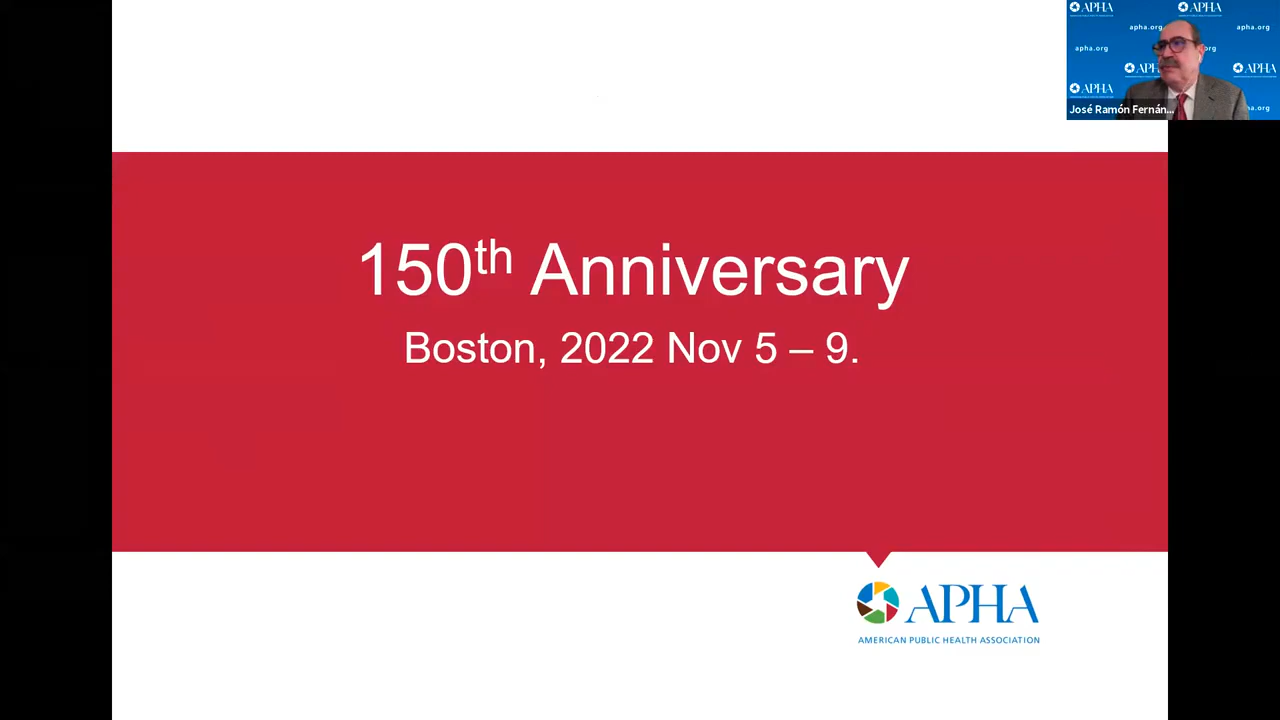 APHA
APHA
apha.org
apha.org
apha.org
APHA
APHA
APHA
José Ramón Fernán...
150th Anniversary
Boston, 2022 Nov 5 – 9.
APHA
AMERICAN PUBLIC HEALTH ASSOCIATION